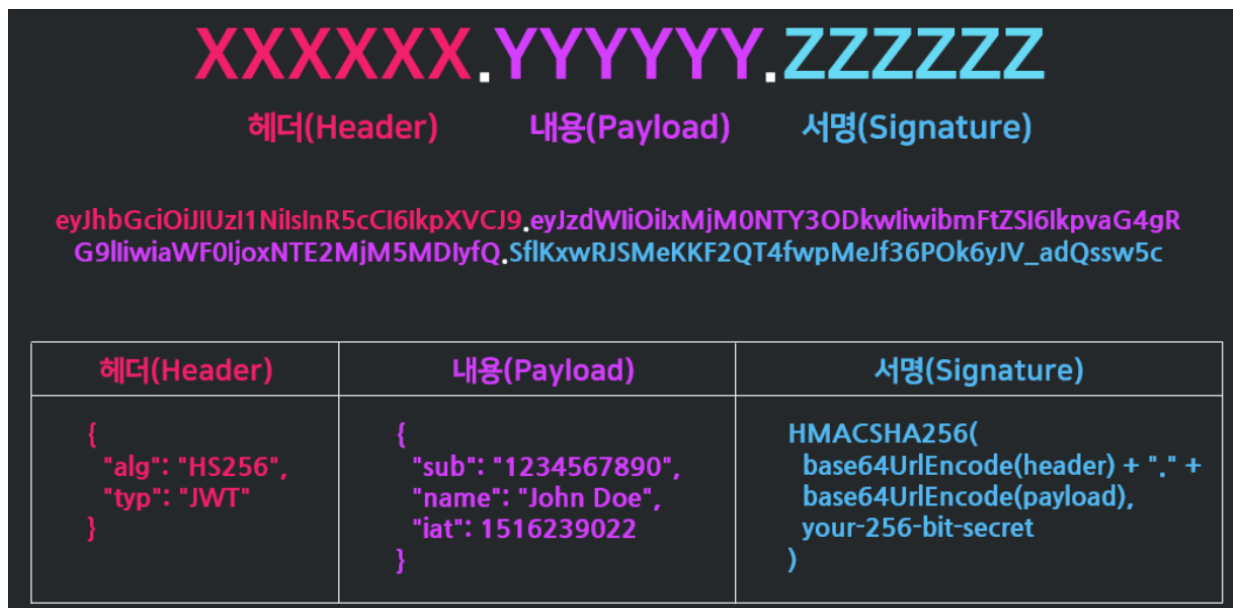 XXXXXX.YYYYYY.ZZZZZZ
헤더(Header) 내용(Payload) 서명(Signature)
eyJhbGciOiJIUzI1NiIsInR5cCI6IkpXVCJ9.eyJzdWIiOiIxMjM0NTY3ODkwIiwibmFtZSI6IkpvaG4gR
G9lIiwiaWF0IjoxNTE2MjM5MDIyfQ.SflKxwRJSMeKKF2QT4fwpMeJf36POk6yJV_adQssw5c
헤더(Header) 내용(Payload) 서명(Signature)
{
"alg": "HS256",
"typ": "JWT"
}
{
"sub": "1234567890",
"name": "John Doe",
"iat": 1516239022
}
HMACSHA256(
base64UrlEncode(header) + "." +
base64UrlEncode(payload),
your-256-bit-secret
)